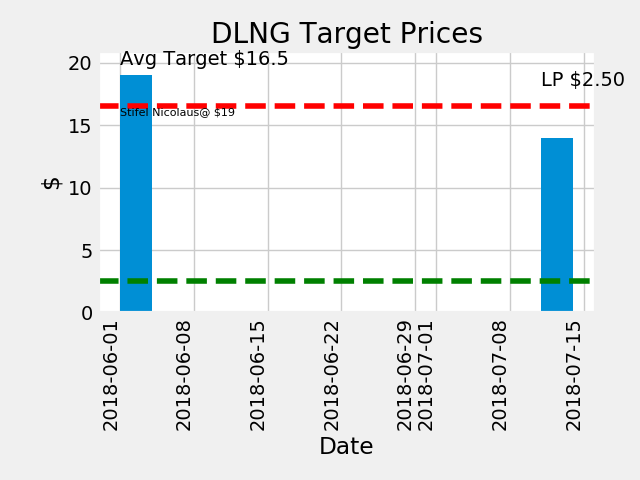 DLNG Target Prices
Avg Target $16.5
LP $2.50
Stifel Nicolaus@ $19
$
20
15
10
5
0
2018-06-01
2018-06-08
2018-06-15
2018-06-22
2018-06-29
2018-07-01
2018-07-08
2018-07-15
Date